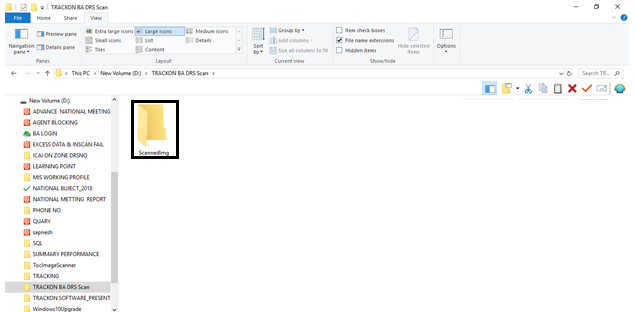 TRACKON BA DRS Scan
File Home Share View
Navigation pane
Preview pane
Details pane
Panes
Extra large icons Large icons Medium icons
Small icons List Details
Tiles Content
Layout
Sort by
Group by
Add columns
Size all columns to fit
Current view
Item check boxes
File name extensions
Hidden items
Hide selected items
Show/hide
Options
This PC > New Volume (D:) > TRACKON BA DRS Scan >
Search TR...
New Volume (D:)
ADVANCE NATIONAL MEETING
AGENT BLOCKING
BA LOGIN
EXCESS DATA & INSCAN FAIL
ICAI ON ZONE DRSNO
LEARNING POINT
MIS WORKING PROFILE
NATIONAL BUJECT_2018
NATIONAL METTING REPORT
PHONE NO
QUARY
sapnesh
SQL
SUMMARY PERFORMANCE
TocImageScanner
TRACKING
TRACKON BA DRS Scan
TRACKON SOFTWARE_PRESENT
Windows10Upgrade
ScannedImg